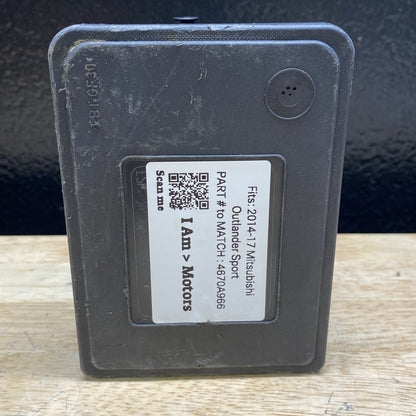 Fits: 2014-17 Mitsubishi
Outlander Sport
PART # to MATCH : 4670A966
I Am > Motors
Scan me